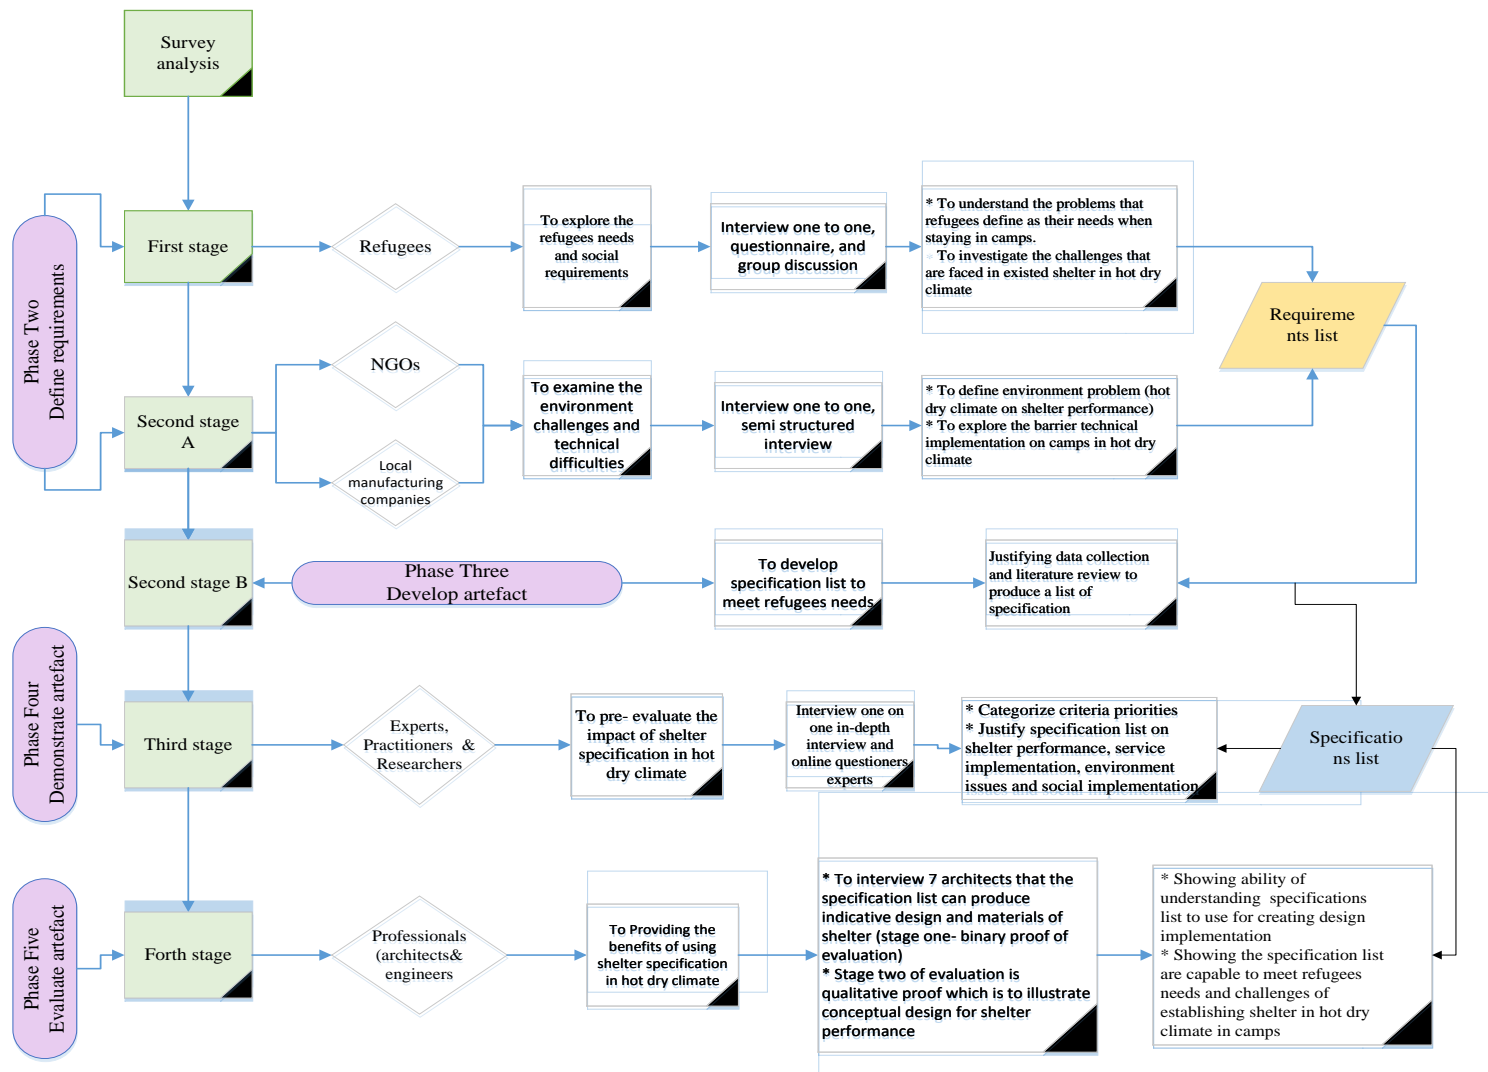 Survey
analysis
Phase Two
Define requirements
First stage
Refugees
To explore the
refugees needs
and social
requirements
Interview one to one,
questionnaire, and
group discussion
* To understand the problems that
refugees define as their needs when
staying in camps.
* To investigate the challenges that
are faced in existed shelter in hot dry
climate
Requireme
nts list
Second stage
A
NGOs
Local
manufacturing
companies
To examine the
environment
challenges and
technical
difficulties
Interview one to one,
semi structured
interview
* To define environment problem (hot
dry climate on shelter performance)
* To explore the barrier technical
implementation on camps in hot dry
climate
Second stage B
Phase Three
Develop artefact
To develop
specification list to
meet refugees needs
Justifying data collection
and literature review to
produce a list of
specification
Phase Four
Demonstrate artefact
Third stage
Experts,
Practitioners &
Researchers
To pre- evaluate the
impact of shelter
specification in hot
dry climate
Interview one on
one in-depth
interview and
online questioners
experts
* Categorize criteria priorities
* Justify specification list on
shelter performance, service
implementation, environment
issues and social implementation
Specificatio
ns list
Phase Five
Evaluate artefact
Forth stage
Professionals
(architects&
engineers
To Providing the
benefits of using
shelter specification
in hot dry climate
* To interview 7 architects that the
specification list can produce
indicative design and materials of
shelter (stage one- binary proof of
evaluation)
* Stage two of evaluation is
qualitative proof which is to illustrate
conceptual design for shelter
performance
* Showing ability of
understanding specifications
list to use for creating design
implementation
* Showing the specification list
are capable to meet refugees
needs and challenges of
establishing shelter in hot dry
climate in camps